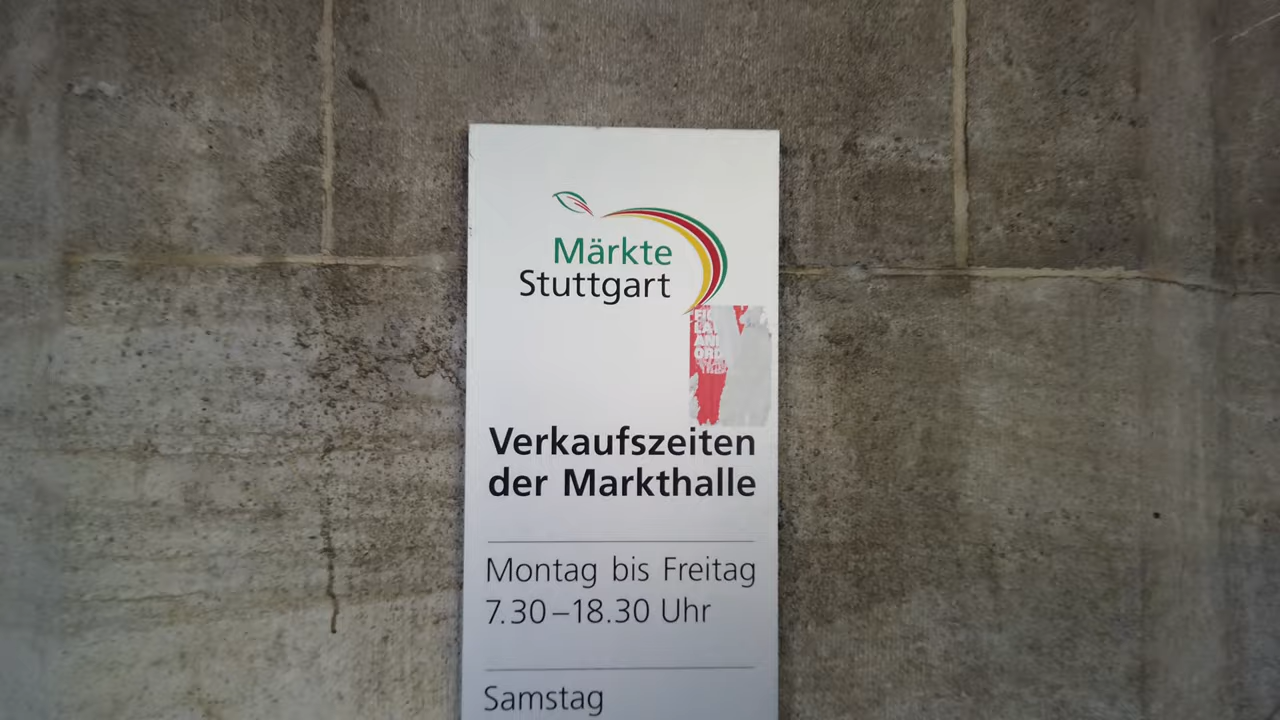 Märkte
Stuttgart
Verkaufszeiten
der Markthalle
Montag bis Freitag
7.30–18.30 Uhr
Samstag